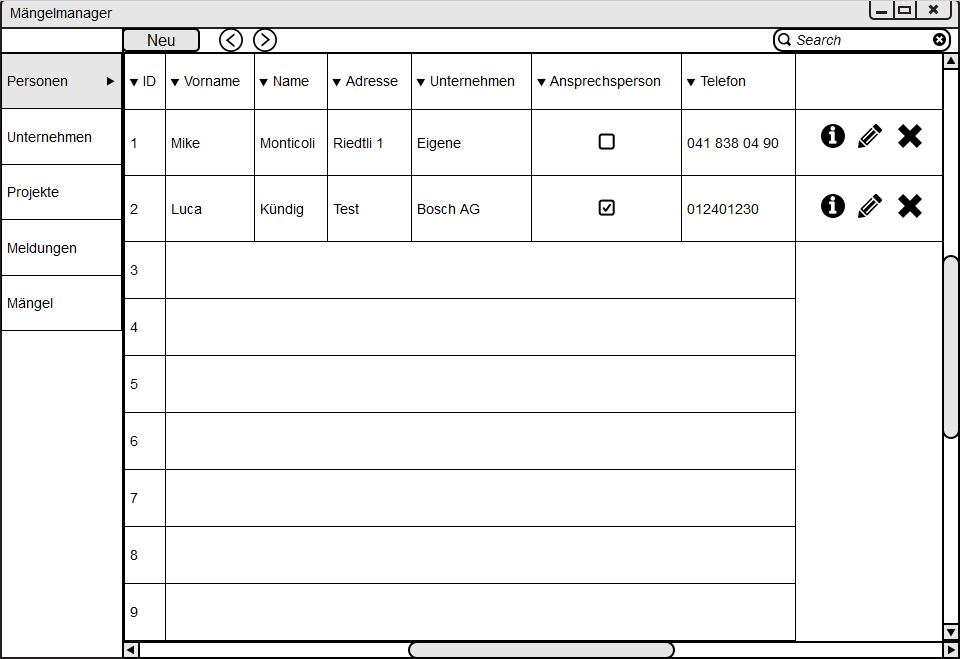 Mängelmanager
Neu
Search
Personen
Unternehmen
Projekte
Meldungen
Mängel
ID Vorname Name Adresse Unternehmen Ansprechsperson Telefon
1 Mike Monticoli Riedtli 1 Eigene 041 838 04 90
2 Luca Kündig Test Bosch AG 012401230
3
4
5
6
7
8
9